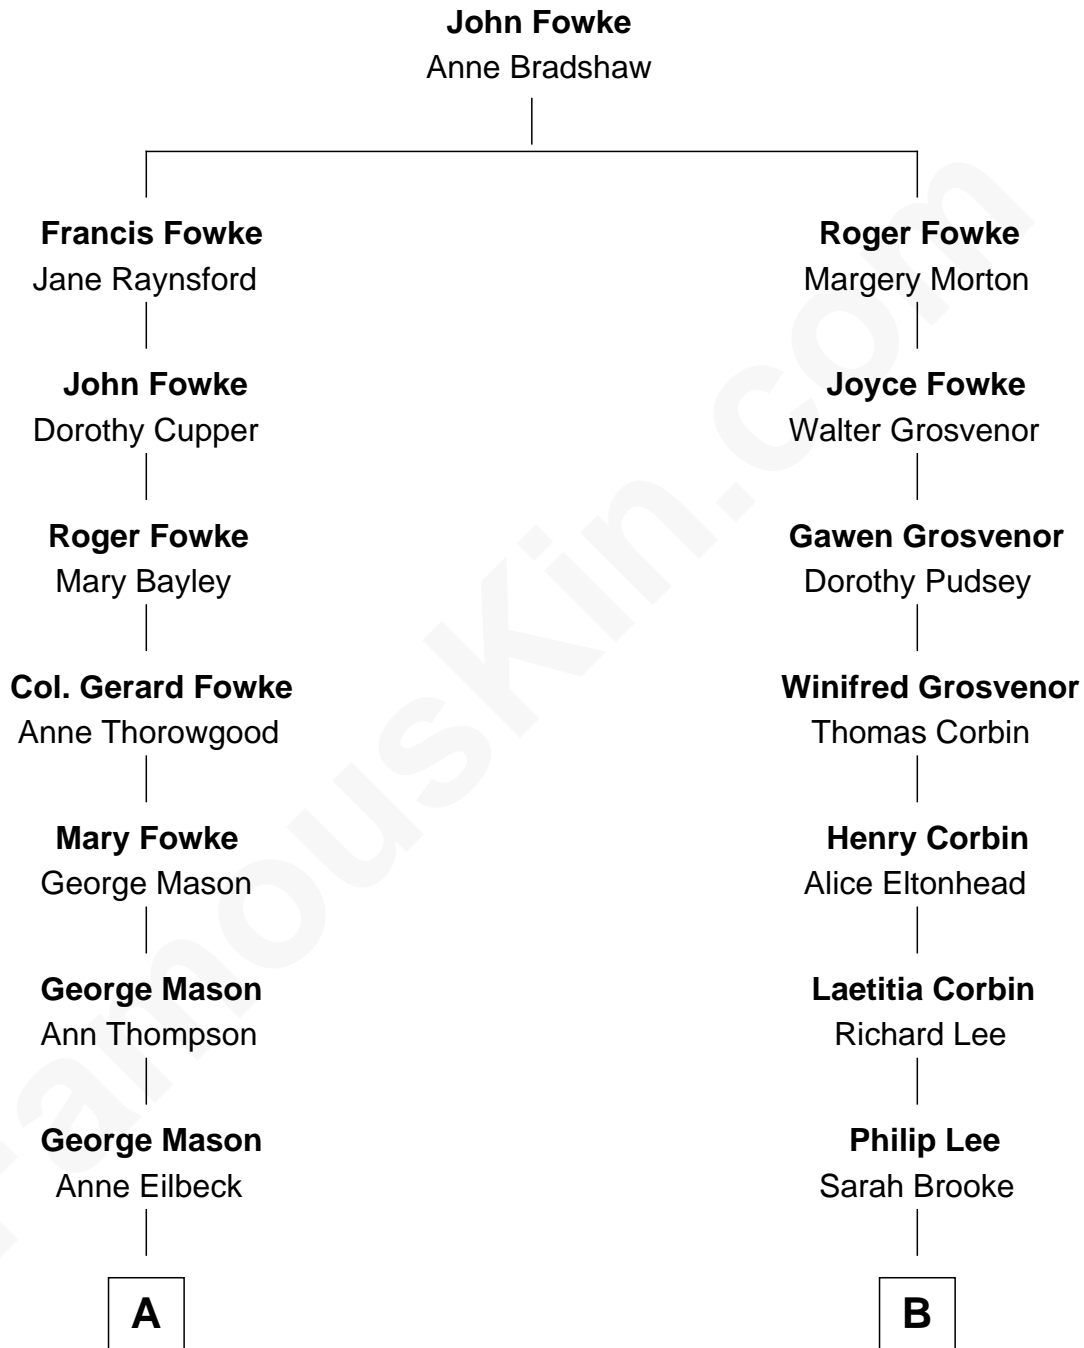 John Fowke
Anne Bradshaw
Francis Fowke
Jane Raynsford
Roger Fowke
Margery Morton
John Fowke
Dorothy Cupper
Joyce Fowke
Walter Grosvenor
Roger Fowke
Mary Bayley
Gawen Grosvenor
Dorothy Pudsey
Col. Gerard Fowke
Anne Thorowgood
Winifred Grosvenor
Thomas Corbin
Mary Fowke
George Mason
Henry Corbin
Alice Eltonhead
George Mason
Ann Thompson
Laetitia Corbin
Richard Lee
George Mason
Anne Eilbeck
Philip Lee
Sarah Brooke
A
B
FamousKin.com